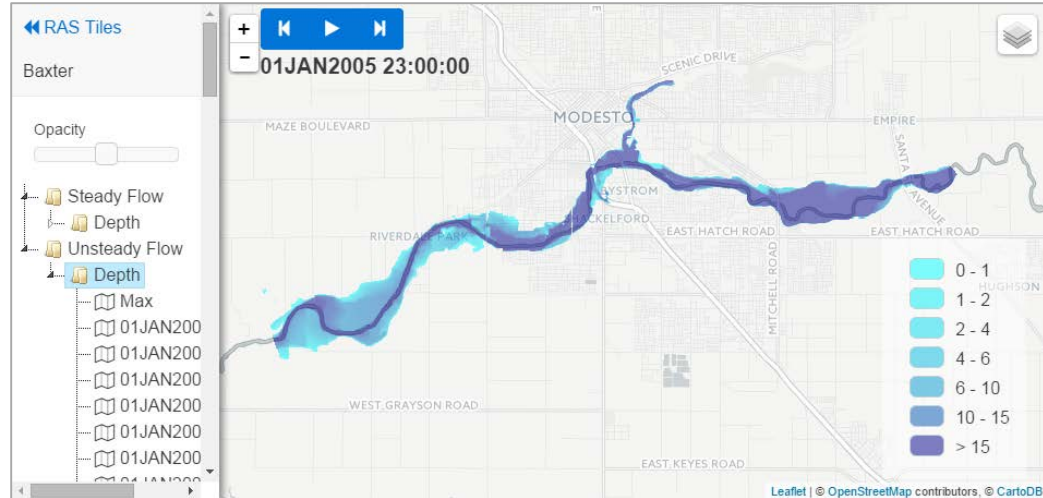 RAS Tiles
Baxter
Opacity
Steady Flow
Depth
Unsteady Flow
Depth
Max
01JAN200
01JAN200
01JAN200
01JAN200
01JAN200
01JAN200
+
−
01JAN2005 23:00:00
SCENIC DRIVE
MODESTO
MAZE BOULEVARD
EMPIRE
SANTA
AVENUE
BYSTROM
SHACKELFORD
RIVERDALE PARK
EAST HATCH ROAD
EAST HATCH ROAD
MITCHELL ROAD
HUGHSON
WEST GRAYSON ROAD
EAST KEYES ROAD
0 - 1
1 - 2
2 - 4
4 - 6
6 - 10
10 - 15
> 15
Leaflet | © OpenStreetMap contributors, © CartoDB